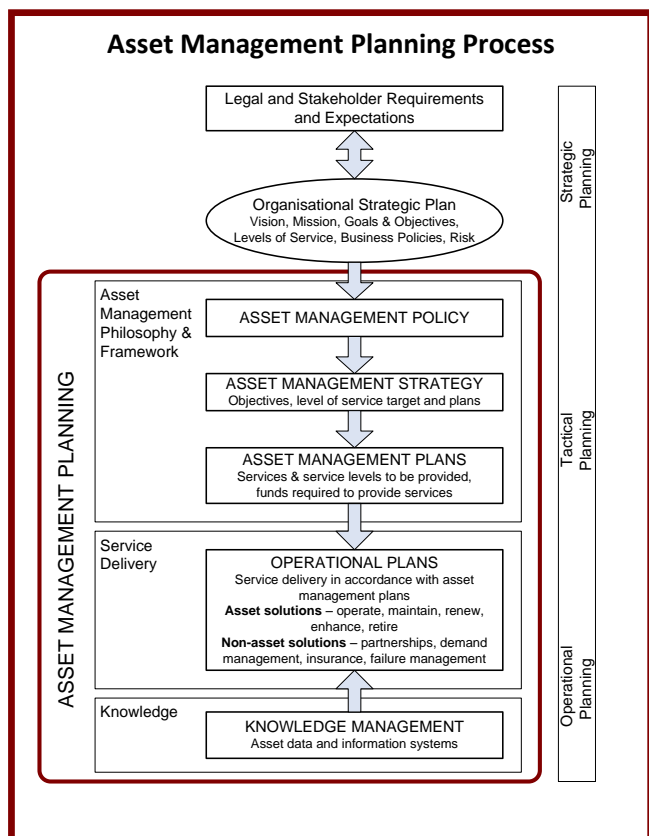 Asset Management Planning Process
Legal and Stakeholder Requirements
and Expectations
Strategic
Planning
Organisational Strategic Plan
Vision, Mission, Goals & Objectives,
Levels of Service, Business Policies, Risk
ASSET MANAGEMENT PLANNING
Asset
Management
Philosophy &
Framework
ASSET MANAGEMENT POLICY
ASSET MANAGEMENT STRATEGY
Objectives, level of service target and plans
Tactical
Planning
ASSET MANAGEMENT PLANS
Services & service levels to be provided,
funds required to provide services
Service
Delivery
OPERATIONAL PLANS
Service delivery in accordance with asset
management plans
Asset solutions – operate, maintain, renew,
enhance, retire
Non-asset solutions – partnerships, demand
management, insurance, failure management
Operational
Planning
Knowledge
KNOWLEDGE MANAGEMENT
Asset data and information systems